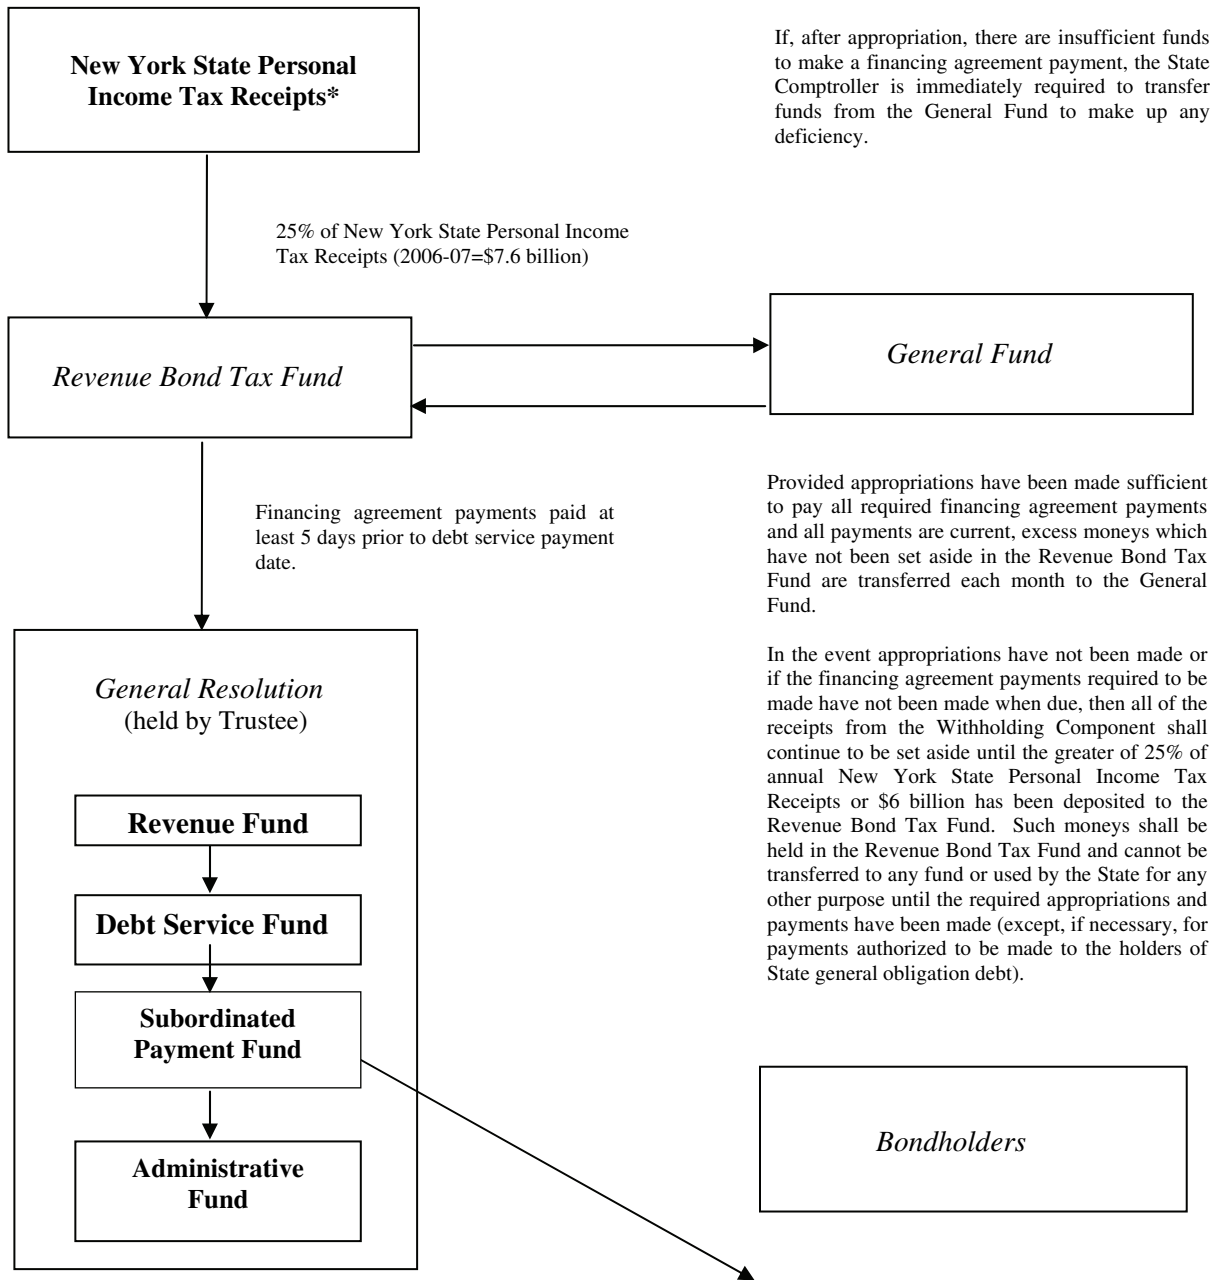 New York State Personal
Income Tax Receipts*
If, after appropriation, there are insufficient funds
to make a financing agreement payment, the State
Comptroller is immediately required to transfer
funds from the General Fund to make up any
deficiency.
25% of New York State Personal Income
Tax Receipts (2006-07=$7.6 billion)
Revenue Bond Tax Fund
General Fund
Financing agreement payments paid at
least 5 days prior to debt service payment
date.
Provided appropriations have been made sufficient
to pay all required financing agreement payments
and all payments are current, excess moneys which
have not been set aside in the Revenue Bond Tax
Fund are transferred each month to the General
Fund.
In the event appropriations have not been made or
if the financing agreement payments required to be
made have not been made when due, then all of the
receipts from the Withholding Component shall
continue to be set aside until the greater of 25% of
annual New York State Personal Income Tax
Receipts or $6 billion has been deposited to the
Revenue Bond Tax Fund. Such moneys shall be
held in the Revenue Bond Tax Fund and cannot be
transferred to any fund or used by the State for any
other purpose until the required appropriations and
payments have been made (except, if necessary, for
payments authorized to be made to the holders of
State general obligation debt).
General Resolution
(held by Trustee)
Revenue Fund
Debt Service Fund
Subordinated
Payment Fund
Administrative
Fund
Bondholders